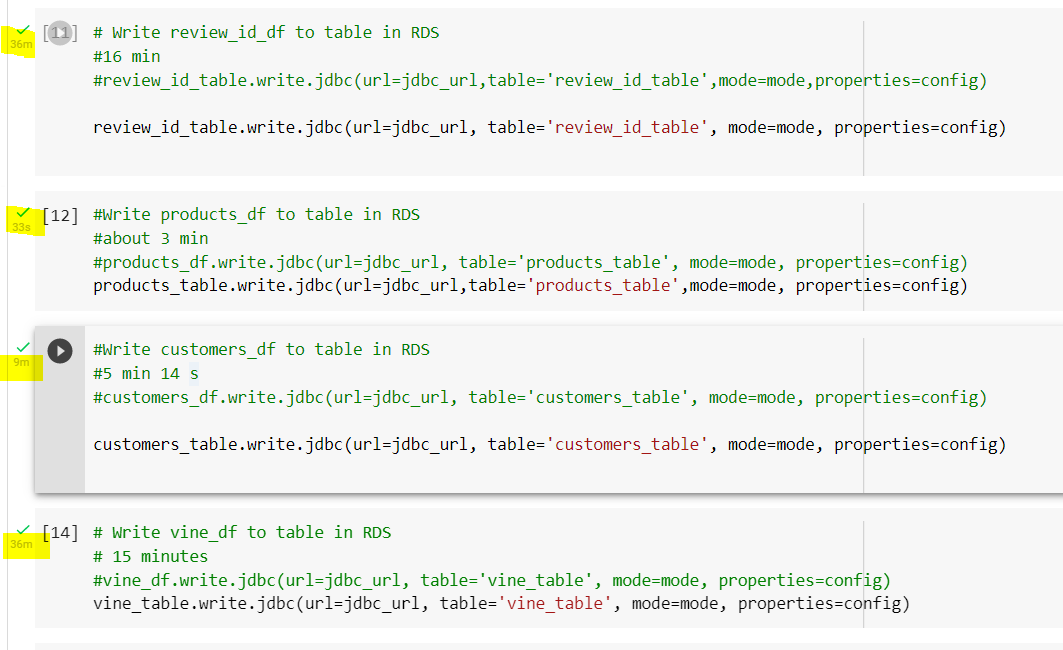 36m
[11] # Write review_id_df to table in RDS
#16 min
#review_id_table.write.jdbc(url=jdbc_url,table='review_id_table',mode=mode,properties=config)
review_id_table.write.jdbc(url=jdbc_url, table='review_id_table', mode=mode, properties=config)
[12] #Write products_df to table in RDS
33s
#about 3 min
#products_df.write.jdbc(url=jdbc_url, table='products_table', mode=mode, properties=config)
products_table.write.jdbc(url=jdbc_url,table='products_table',mode=mode, properties=config)
#Write customers_df to table in RDS
9m
#5 min 14 s
#customers_df.write.jdbc(url=jdbc_url, table='customers_table', mode=mode, properties=config)
customers_table.write.jdbc(url=jdbc_url, table='customers_table', mode=mode, properties=config)
[14] # Write vine_df to table in RDS
36m
# 15 minutes
#vine_df.write.jdbc(url=jdbc_url, table='vine_table', mode=mode, properties=config)
vine_table.write.jdbc(url=jdbc_url, table='vine_table', mode=mode, properties=config)